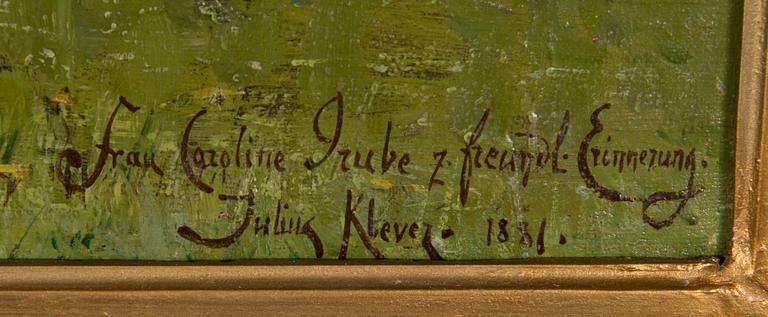 Frau Caroline Grube z. freundl. Erinnerung.
Julius Klever. 1881.